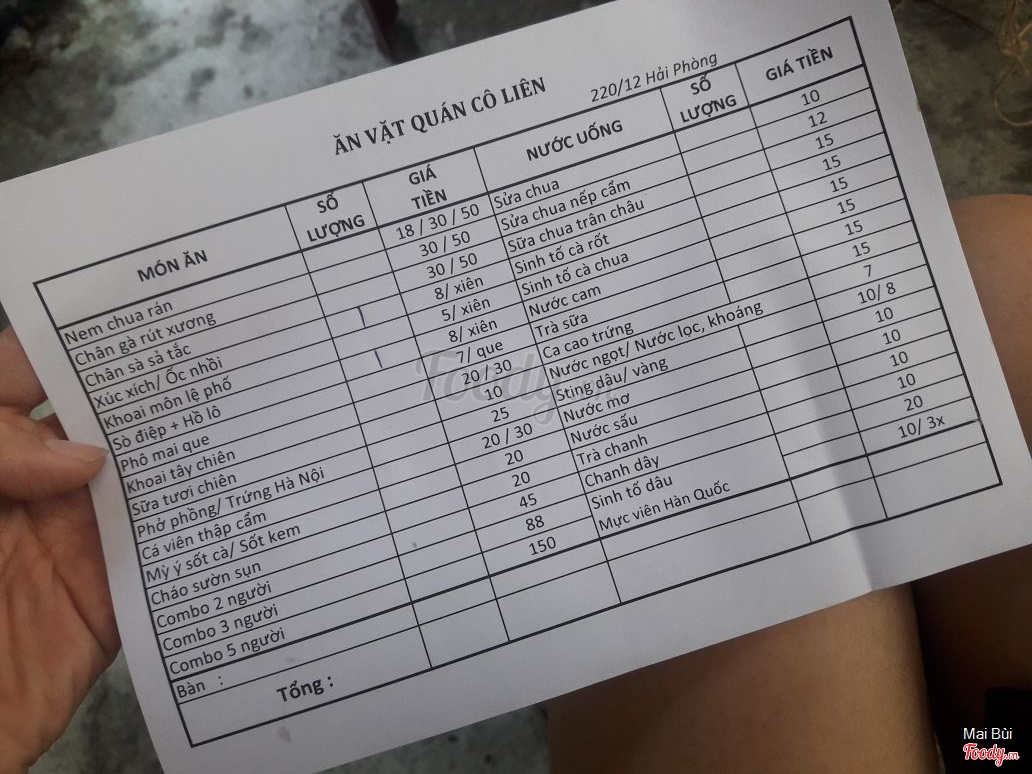 ĂN VẶT QUÁN CÔ LIÊN
220/12 Hải Phòng
MÓN ĂN SỐ LƯỢNG GIÁ TIỀN NƯỚC UỐNG SỐ LƯỢNG GIÁ TIỀN
Nem chua rán 18 / 30 / 50 Sửa chua 10
Chân gà rút xương 30 / 50 Sửa chua nếp cẩm 12
Chân sả tắc 30 / 50 Sữa chua trân châu 15
Xúc xích/ Ốc nhồi 8/ xiên Sinh tố cà rốt 15
Khoai môn lệ phố 5/ xiên Sinh tố cà chua 15
Sò điệp + Hồ lô 8/ xiên Nước cam 15
Phô mai que 7/ que Trà sữa 15
Khoai tây chiên 20 / 30 Ca cao trứng 15
Sữa tươi chiên 10 Nước ngọt/ Nước lọc, khoáng 7
Phở phồng/ Trứng Hà Nội 25 Sting dâu/ vàng 10/ 8
Cá viên thập cẩm 20 / 30 Nước mơ 10
Mỳ ý sốt cà/ Sốt kem 20 Nước sấu 10
Cháo sườn sụn 20 Trà chanh 10
Combo 2 người 45 Chanh dây 10
Combo 3 người 88 Sinh tố dâu 20
Combo 5 người 150 Mực viên Hàn Quốc 10/ 3x
Bàn :
Tổng :
Foody.vn
Mai Bùi
Foody.vn